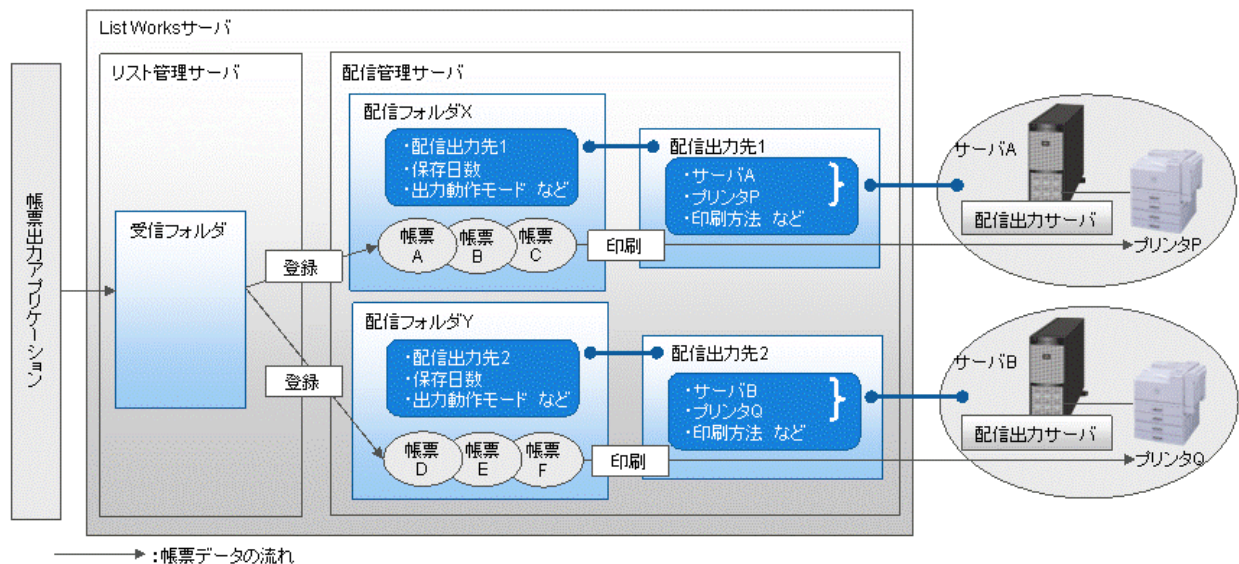 List Worksサーバ
リスト管理サーバ
配信管理サーバ
帳票出力アプリケーション
受信フォルダ
登録
登録
配信フォルダX
・配信出力先1
・保存日数
・出力動作モード など
帳票
A
帳票
B
帳票
C
印刷
配信出力先1
・サーバA
・プリンタP
・印刷方法 など
サーバA
配信出力サーバ
プリンタP
配信フォルダY
・配信出力先2
・保存日数
・出力動作モード など
帳票
D
帳票
E
帳票
F
印刷
配信出力先2
・サーバB
・プリンタQ
・印刷方法 など
サーバB
配信出力サーバ
プリンタQ
:帳票データの流れ